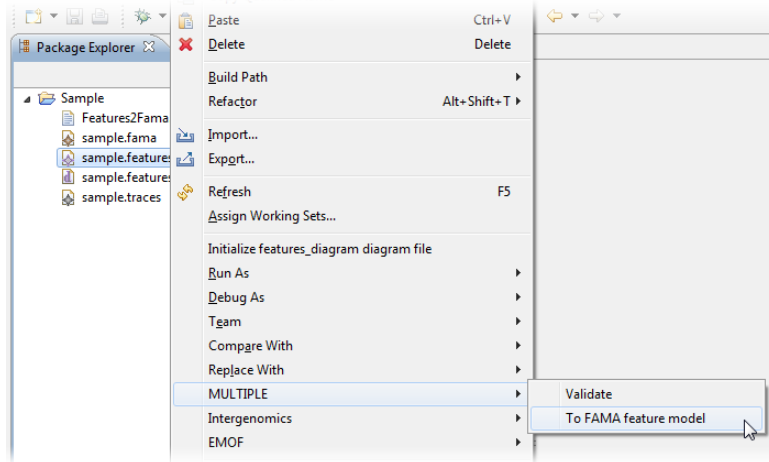 Package Explorer
Sample
Features2Fama
sample.fama
sample.features
sample.features
sample.traces
Paste Ctrl+V
Delete Delete
Build Path
Refactor Alt+Shift+T
Import...
Export...
Refresh F5
Assign Working Sets...
Initialize features_diagram diagram file
Run As
Debug As
Team
Compare With
Replace With
MULTIPLE
Intergenomics
EMOF
Validate
To FAMA feature model